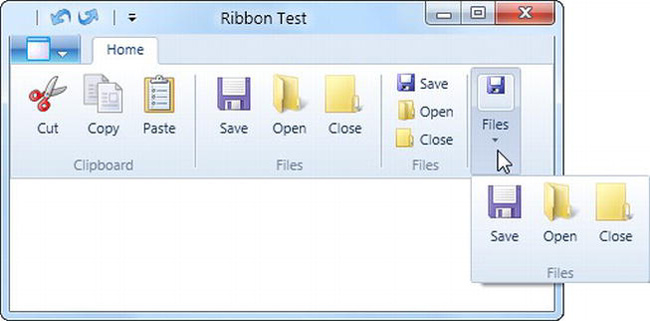 Ribbon Test
Home
Cut Copy Paste
Clipboard
Save Open Close
Files
Save
Open
Close
Files
Files
Save Open Close
Files